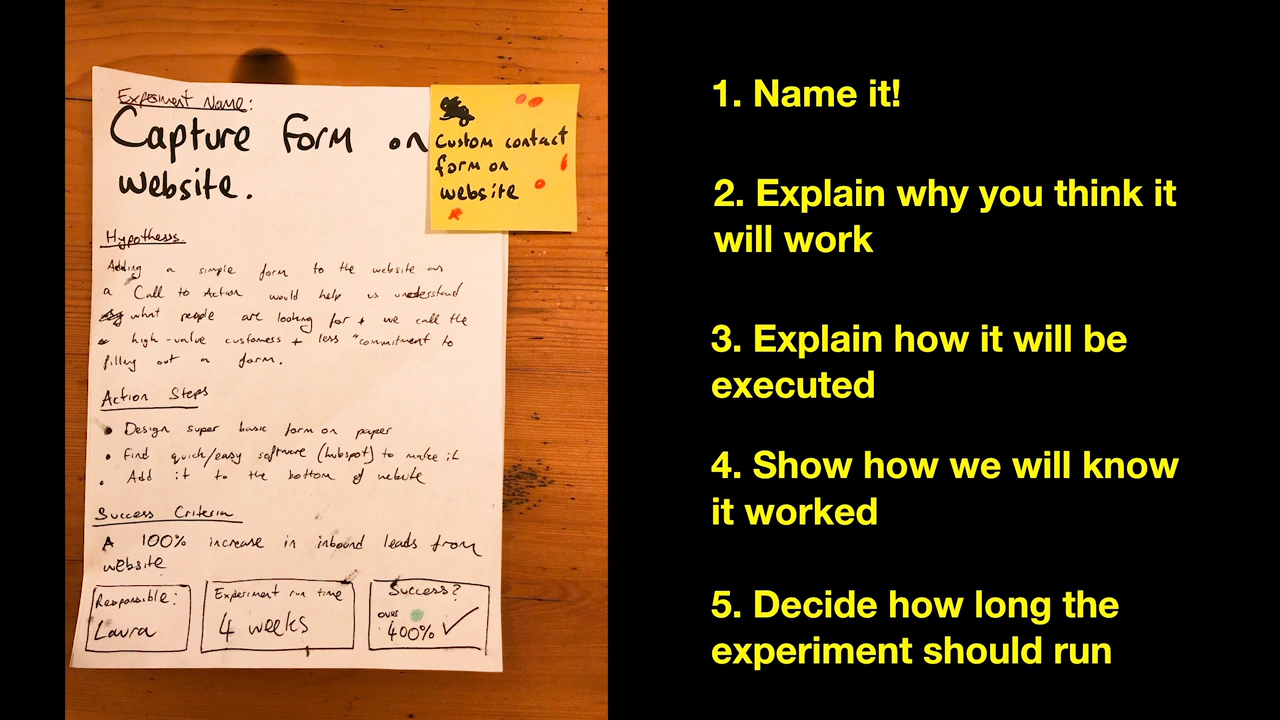 Experiment Name:
Capture form on
website.
Custom contact
form on
website
Hypothesis
Adding a simple form to the website as
a Call to Action would help us understand
what people are looking for + we call the
high-value customers + less "commitment to
filling out a form.
Action Steps
• Design super basic form on paper
• Find quick/easy software (hubspot) to make it
• Add it to the bottom of website
Success Criteria
A 100% increase in inbound leads from
website
Responsible:
Laura
Experiment run time
4 weeks
Success?
over
400% ✓
1. Name it!
2. Explain why you think it
will work
3. Explain how it will be
executed
4. Show how we will know
it worked
5. Decide how long the
experiment should run